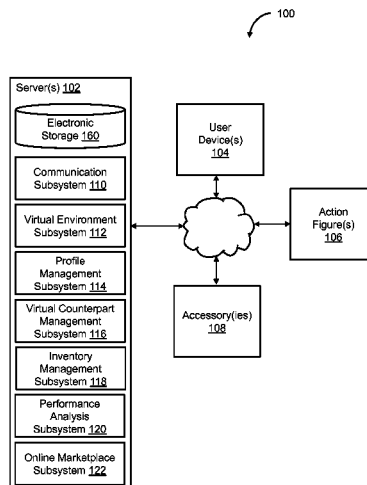 100
Server(s) 102
Electronic
Storage 160
Communication
Subsystem 110
Virtual Environment
Subsystem 112
Profile
Management
Subsystem 114
Virtual Counterpart
Management
Subsystem 116
Inventory
Management
Subsystem 118
Performance
Analysis
Subsystem 120
Online Marketplace
Subsystem 122
User
Device(s)
104
Action
Figure(s)
106
Accessory(ies)
108